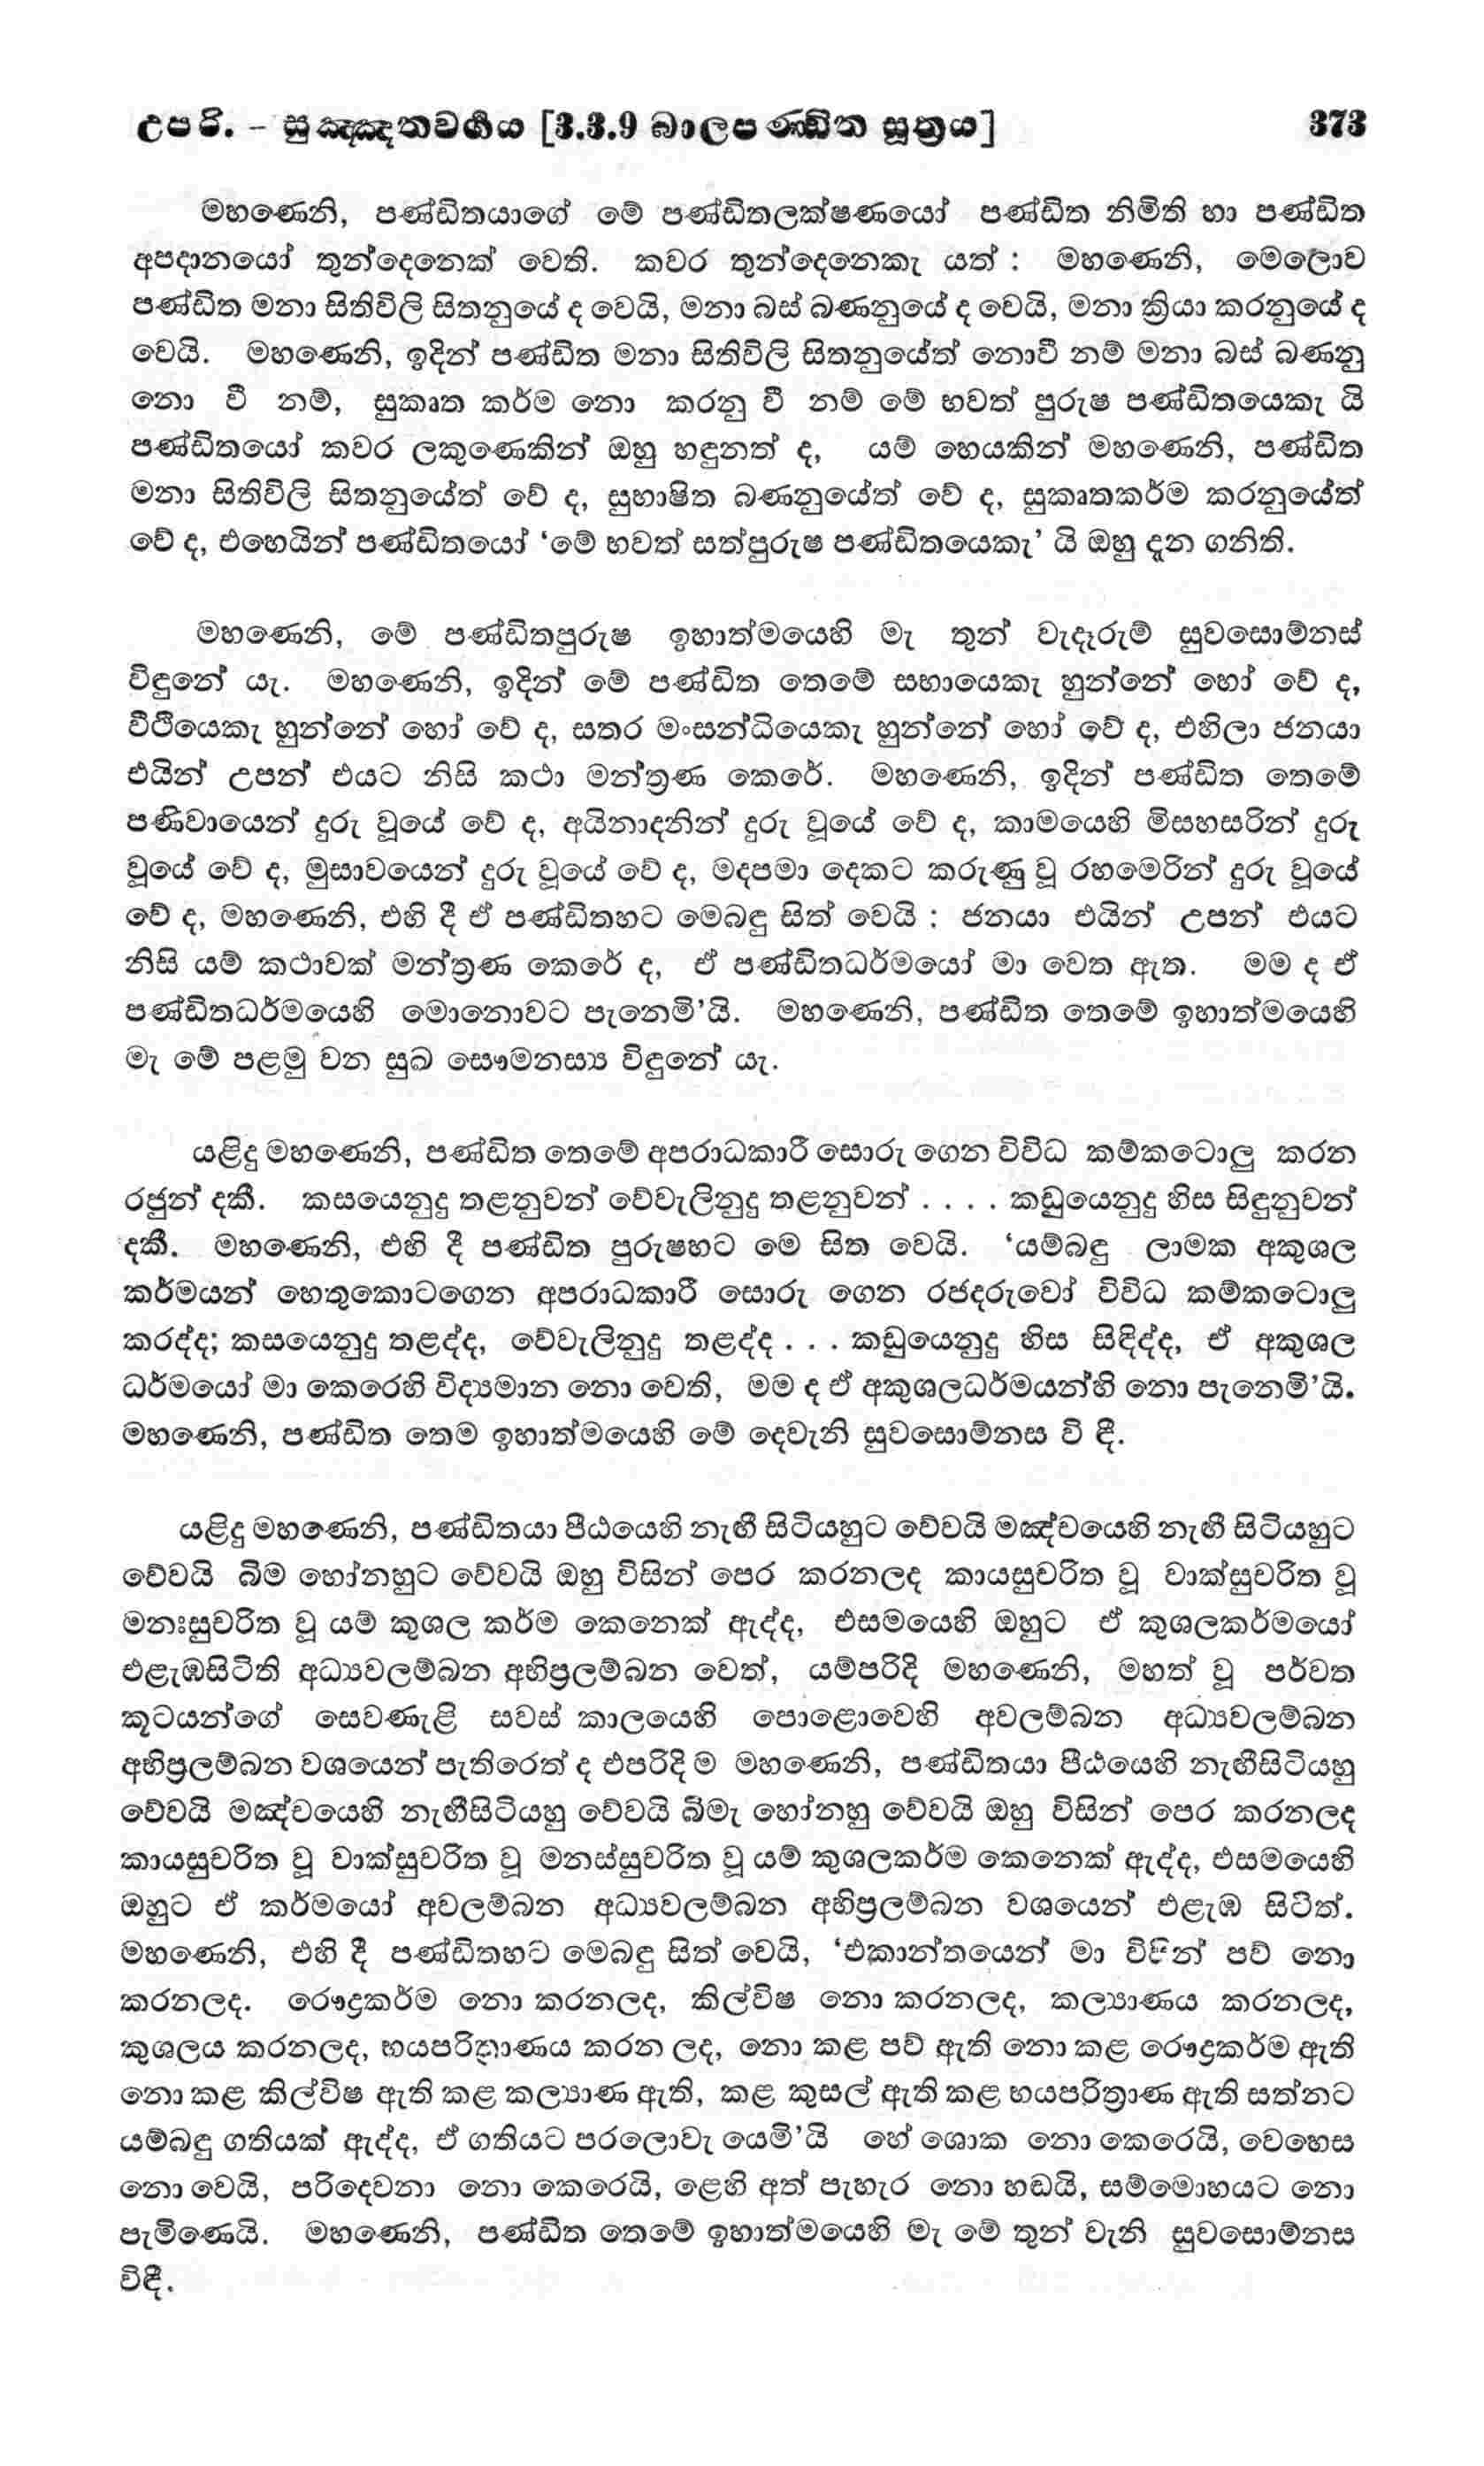 උපරි. - සුඤ්ඤතවර්ගය [3.3.9 බාලපණ්ඩිත සූත්‍රය] 373
මහණෙනි, පණ්ඩිතයාගේ මේ පණ්ඩිතලක්ෂණයෝ පණ්ඩිත නිමිති හා පණ්ඩිත
අපදානයෝ තුන්දෙනෙක් වෙති. කවර තුන්දෙනෙකැ යත් : මහණෙනි, මෙලොව
පණ්ඩිත මනා සිතිවිලි සිතනුයේ ද වෙයි, මනා බස් බණනුයේ ද වෙයි, මනා ක්‍රියා කරනුයේ ද
වෙයි. මහණෙනි, ඉදින් පණ්ඩිත මනා සිතිවිලි සිතනුයේත් නොවී නම් මනා බස් බණනු
නො වී නම්, සුකෘත කර්ම නො කරනු වී නම් මේ භවත් පුරුෂ පණ්ඩිතයෙකැ යි
පණ්ඩිතයෝ කවර ලකුණෙකින් ඔහු හඳුනත් ද, යම් හෙයකින් මහණෙනි, පණ්ඩිත
මනා සිතිවිලි සිතනුයේත් වේ ද, සුභාෂිත බණනුයේත් වේ ද, සුකෘතකර්ම කරනුයේත්
වේ ද, එහෙයින් පණ්ඩිතයෝ ‘මේ භවත් සත්පුරුෂ පණ්ඩිතයෙකැ’ යි ඔහු දැන ගනිති.
මහණෙනි, මේ පණ්ඩිතපුරුෂ ඉහාත්මයෙහි මැ තුන් වැදෑරුම් සුවසොම්නස්
විඳුනේ යැ. මහණෙනි, ඉදින් මේ පණ්ඩිත තෙමේ සභායෙකැ හුන්නේ හෝ වේ ද,
වීථියෙකැ හුන්නේ හෝ වේ ද, සතර මංසන්ධියෙකැ හුන්නේ හෝ වේ ද, එහිලා ජනයා
එයින් උපන් එයට නිසි කථා මන්ත්‍රණ කෙරේ. මහණෙනි, ඉදින් පණ්ඩිත තෙමේ
පණිවායෙන් දුරු වූයේ වේ ද, අයිනාදනින් දුරු වූයේ වේ ද, කාමයෙහි මිසහසරින් දුරු
වූයේ වේ ද, මුසාවයෙන් දුරු වූයේ වේ ද, මදපමා දෙකට කරුණු වූ රහමෙරින් දුරු වූයේ
වේ ද, මහණෙනි, එහි දී ඒ පණ්ඩිතහට මෙබඳු සිත් වෙයි : ජනයා එයින් උපන් එයට
නිසි යම් කථාවක් මන්ත්‍රණ කෙරේ ද, ඒ පණ්ඩිතධර්මයෝ මා වෙත ඇත. මම ද ඒ
පණ්ඩිතධර්මයෙහි මොනොවට පැනෙමි’යි. මහණෙනි, පණ්ඩිත තෙමේ ඉහාත්මයෙහි
මැ මේ පළමු වන සුඛ සෞමනස්‍ය විඳුනේ යැ.
යළිදු මහණෙනි, පණ්ඩිත තෙමේ අපරාධකාරී සොරු ගෙන විවිධ කම්කටොලු කරන
රජුන් දකී. කසයෙනුදු තළනුවන් වේවැලිනුදු තළනුවන් . . . . කඩුයෙනුදු හිස සිඳුනුවන්
දකී. මහණෙනි, එහි දී පණ්ඩිත පුරුෂහට මෙ සිත වෙයි. ‘යම්බඳු ලාමක අකුශල
කර්මයන් හෙතුකොටගෙන අපරාධකාරී සොරු ගෙන රජදරුවෝ විවිධ කම්කටොලු
කරද්ද; කසයෙනුදු තළද්ද, වේවැලිනුදු තළද්ද . . . කඩුයෙනුදු හිස සිඳිද්ද, ඒ අකුශල
ධර්මයෝ මා කෙරෙහි විද්‍යමාන නො වෙති, මම ද ඒ අකුශලධර්මයන්හි නො පැනෙමි’යි.
මහණෙනි, පණ්ඩිත තෙම ඉහාත්මයෙහි මේ දෙවැනි සුවසොම්නස වි ඳී.
යළිදු මහණෙනි, පණ්ඩිතයා පීඨයෙහි නැඟී සිටියහුට වේවයි මඤ්චයෙහි නැඟී සිටියහුට
වේවයි බිම හෝනහුට වේවයි ඔහු විසින් පෙර කරනලද කායසුචරිත වූ වාක්සුචරිත වූ
මනඃසුචරිත වූ යම් කුශල කර්ම කෙනෙක් ඇද්ද, එසමයෙහි ඔහුට ඒ කුශලකර්මයෝ
එළැඹසිටිති අධ්‍යවලම්බන අභිප්‍රලම්බන වෙත්, යම්පරිදි මහණෙනි, මහත් වූ පර්වත
කූටයන්ගේ සෙවණැළි සවස් කාලයෙහි පොළොවෙහි අවලම්බන අධ්‍යවලම්බන
අභිප්‍රලම්බන වශයෙන් පැතිරෙත් ද එපරිදි ම මහණෙනි, පණ්ඩිතයා පීඨයෙහි නැඟීසිටියහු
වේවයි මඤ්චයෙහි නැඟීසිටියහු වේවයි බිමැ හෝනහු වේවයි ඔහු විසින් පෙර කරනලද
කායසුචරිත වූ වාක්සුචරිත වූ මනස්සුචරිත වූ යම් කුශලකර්ම කෙනෙක් ඇද්ද, එසමයෙහි
ඔහුට ඒ කර්මයෝ අවලම්බන අධ්‍යවලම්බන අභිප්‍රලම්බන වශයෙන් එළැඹ සිටිත්.
මහණෙනි, එහි දී පණ්ඩිතහට මෙබඳු සිත් වෙයි, ‘එකාන්තයෙන් මා විසින් පව් නො
කරනලද. රෞද්‍රකර්ම නො කරනලද, කිල්විෂ නො කරනලද, කල්‍යාණය කරනලද,
කුශලය කරනලද, භයපරිත්‍රාණය කරන ලද, නො කළ පව් ඇති නො කළ රෞද්‍රකර්ම ඇති
නො කළ කිල්විෂ ඇති කළ කල්‍යාණ ඇති, කළ කුසල් ඇති කළ භයපරිත්‍රාණ ඇති සත්නට
යම්බඳු ගතියක් ඇද්ද, ඒ ගතියට පරලොවැ යෙමි’යි හේ ශොක නො කෙරෙයි, වෙහෙස
නො වෙයි, පරිදෙවනා නො කෙරෙයි, ළෙහි අත් පැහැර නො හඬයි, සම්මොහයට නො
පැමිණෙයි. මහණෙනි, පණ්ඩිත තෙමේ ඉහාත්මයෙහි මැ මේ තුන් වැනි සුවසොම්නස
විඳී.